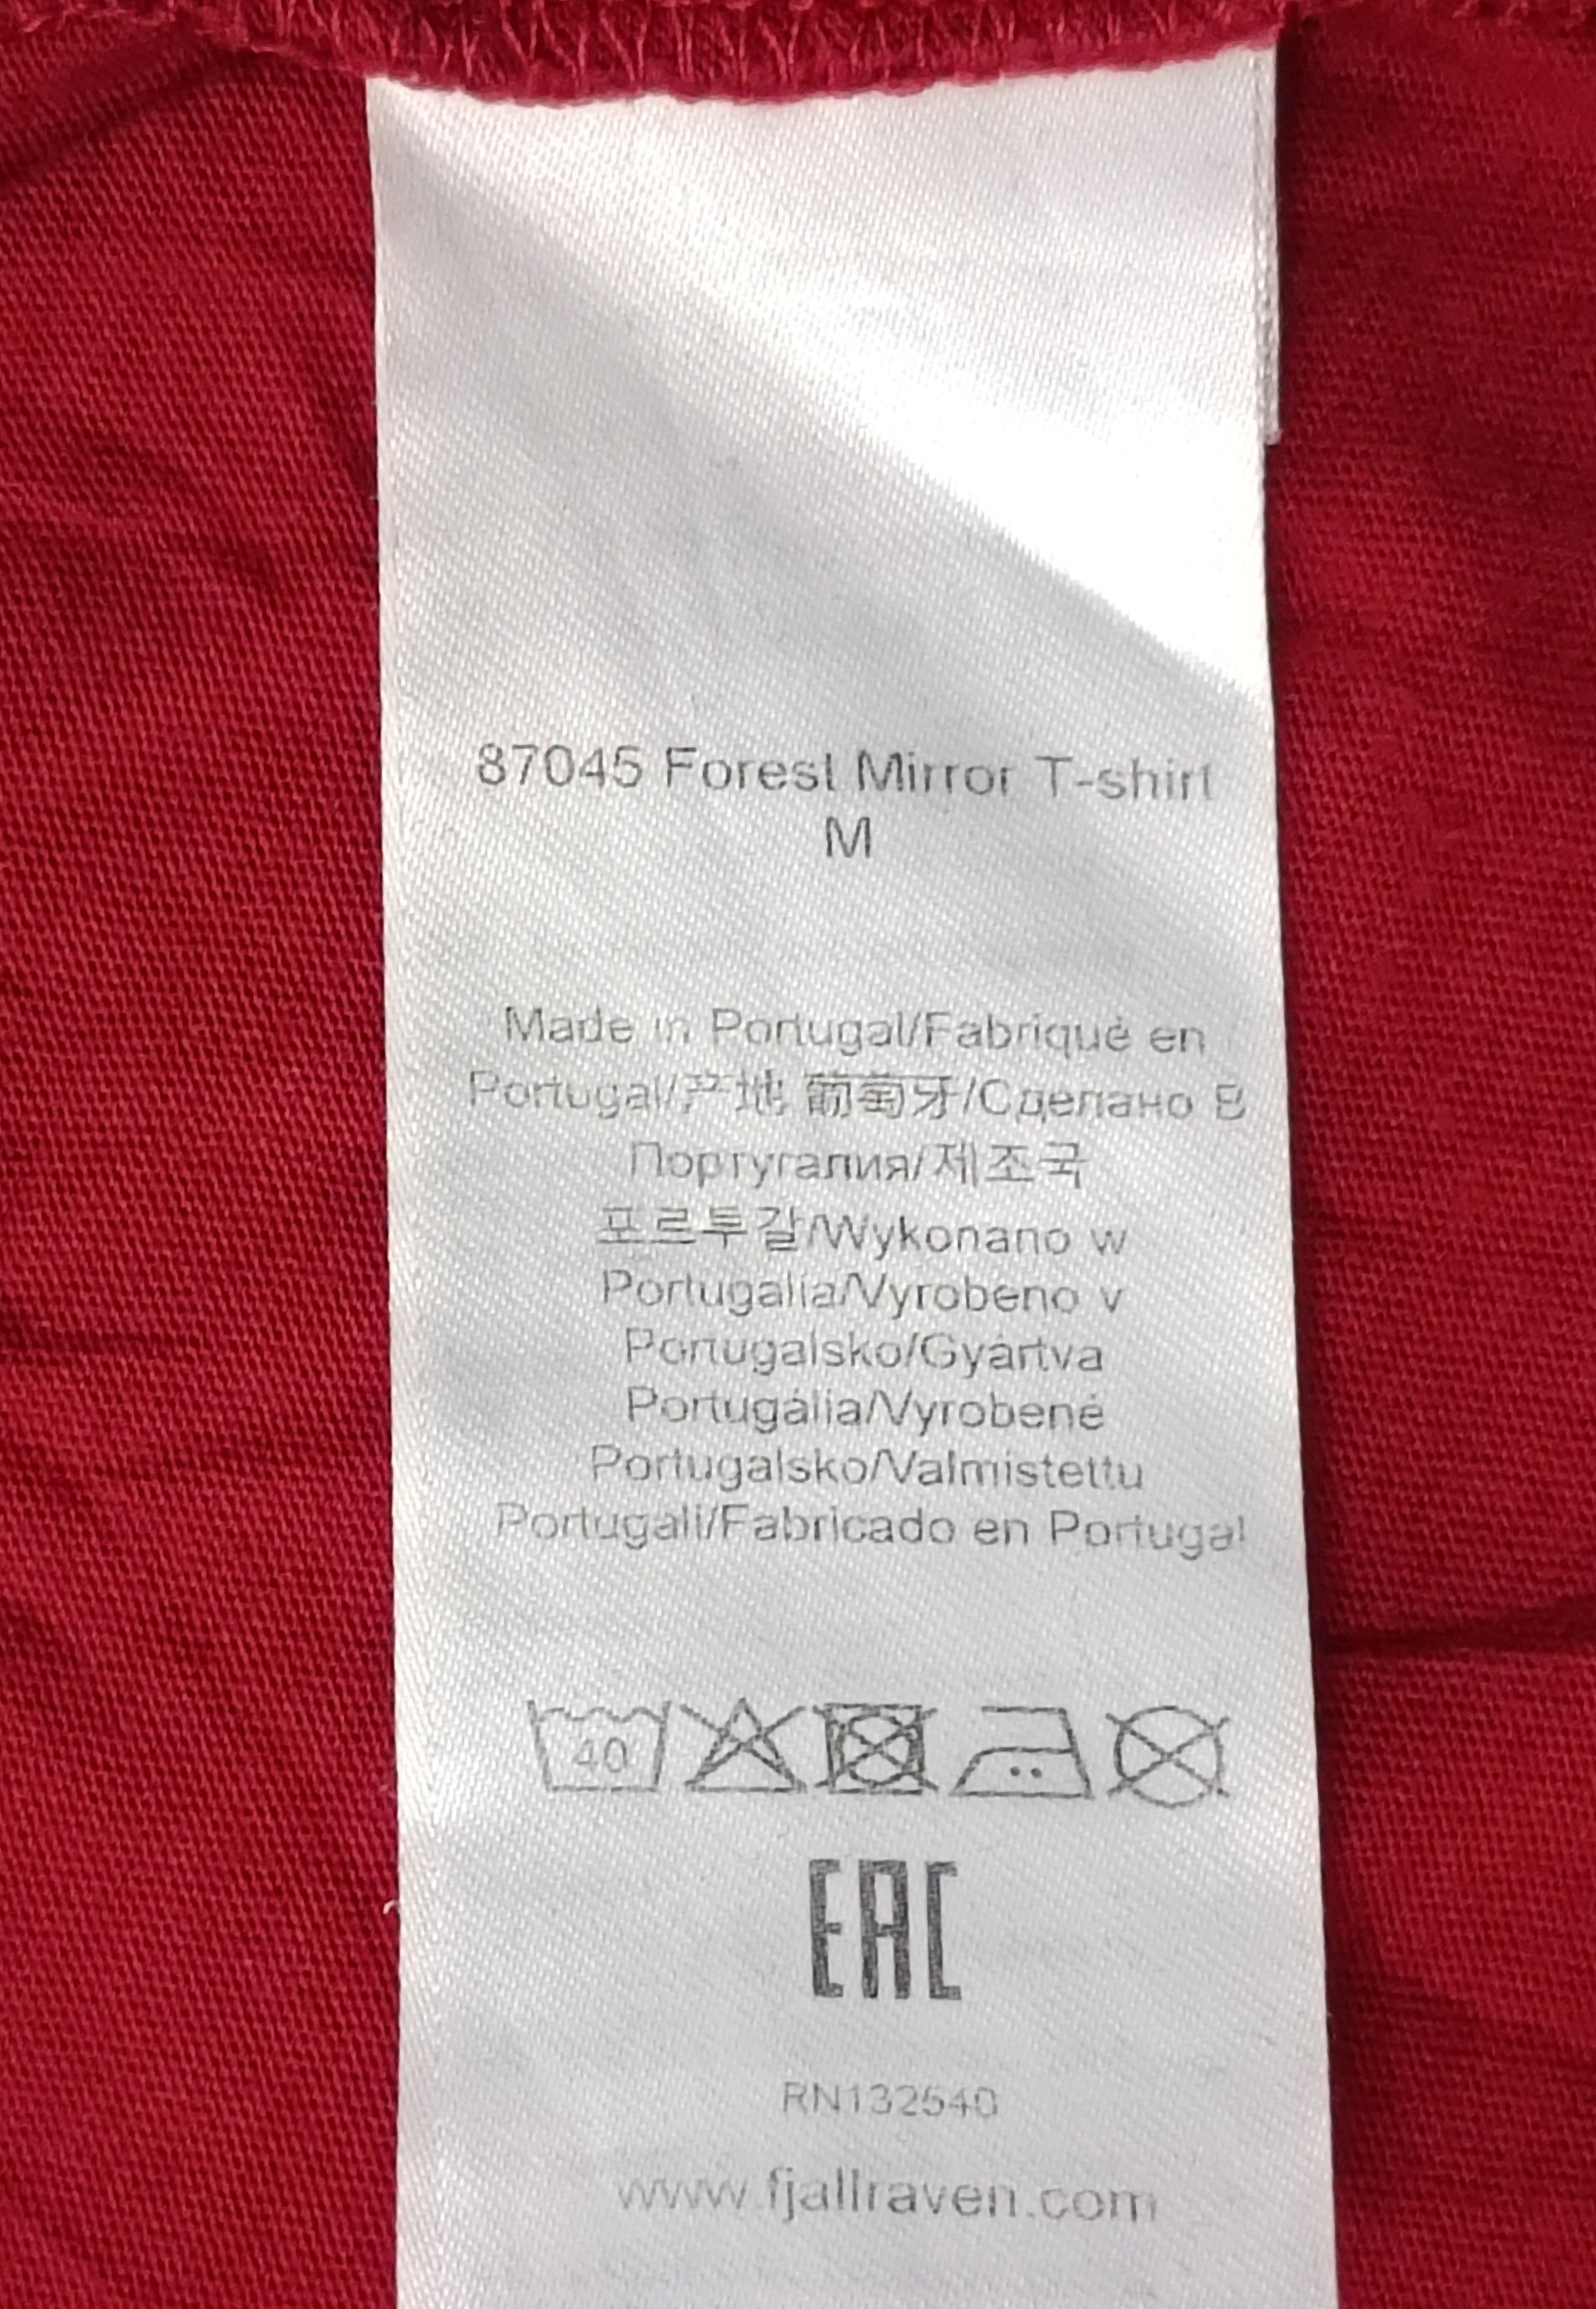 87045 Forest Mirror T-shirt
M
Made in Portugal/Fabriqué en
Portugal/产地 葡萄牙/Сделано В
Португалия/제조국
포르투갈/Wykonano w
Portugalia/Vyrobeno v
Portugalsko/Gyártva
Portugália/Vyrobené
Portugalsko/Valmistettu
Portugali/Fabricado en Portugal
40
EAC
RN132540
www.fjallraven.com